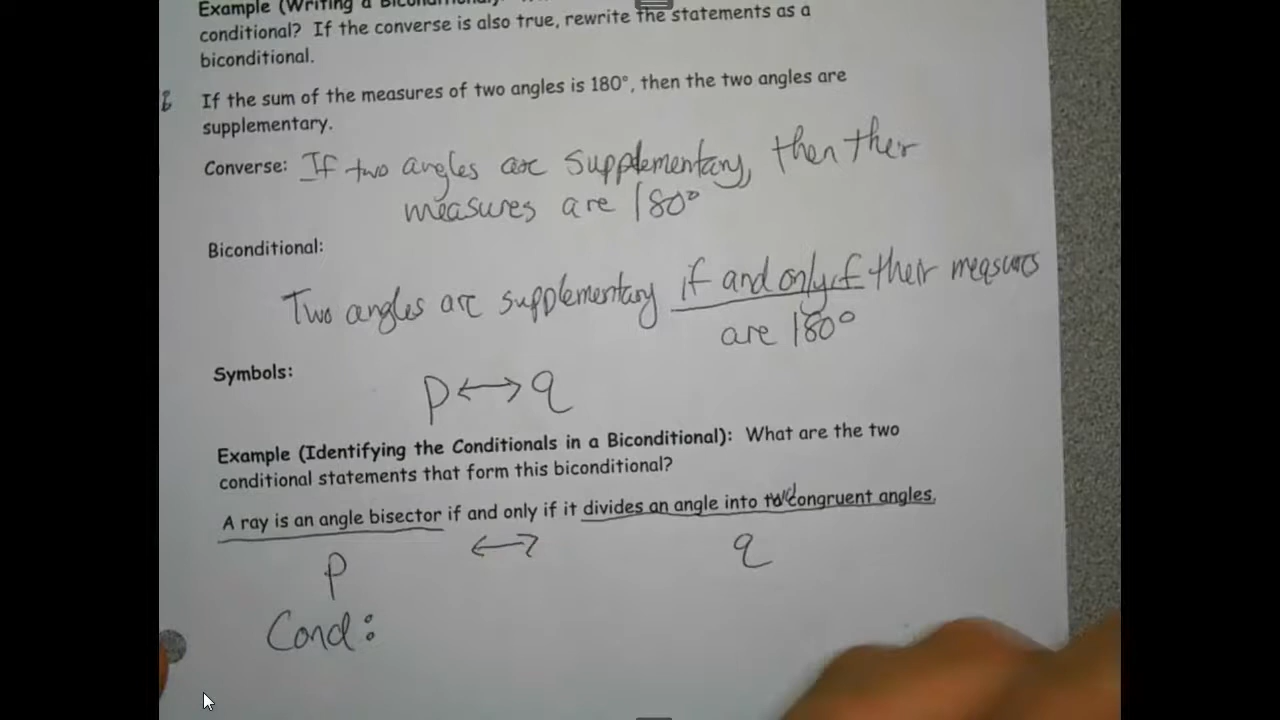 Example (Writing a Biconditional):
conditional? If the converse is also true, rewrite the statements as a
biconditional.
If the sum of the measures of two angles is 180°, then the two angles are
supplementary.
Converse: If two angles are supplementary, then ther
measures are 180°
Biconditional:
Two angles are supplementary if and only if their measures
are 180°
Symbols:
p ↔ q
Example (Identifying the Conditionals in a Biconditional): What are the two
conditional statements that form this biconditional?
A ray is an angle bisector if and only if it divides an angle into two congruent angles.
p ↔ q
Cond: